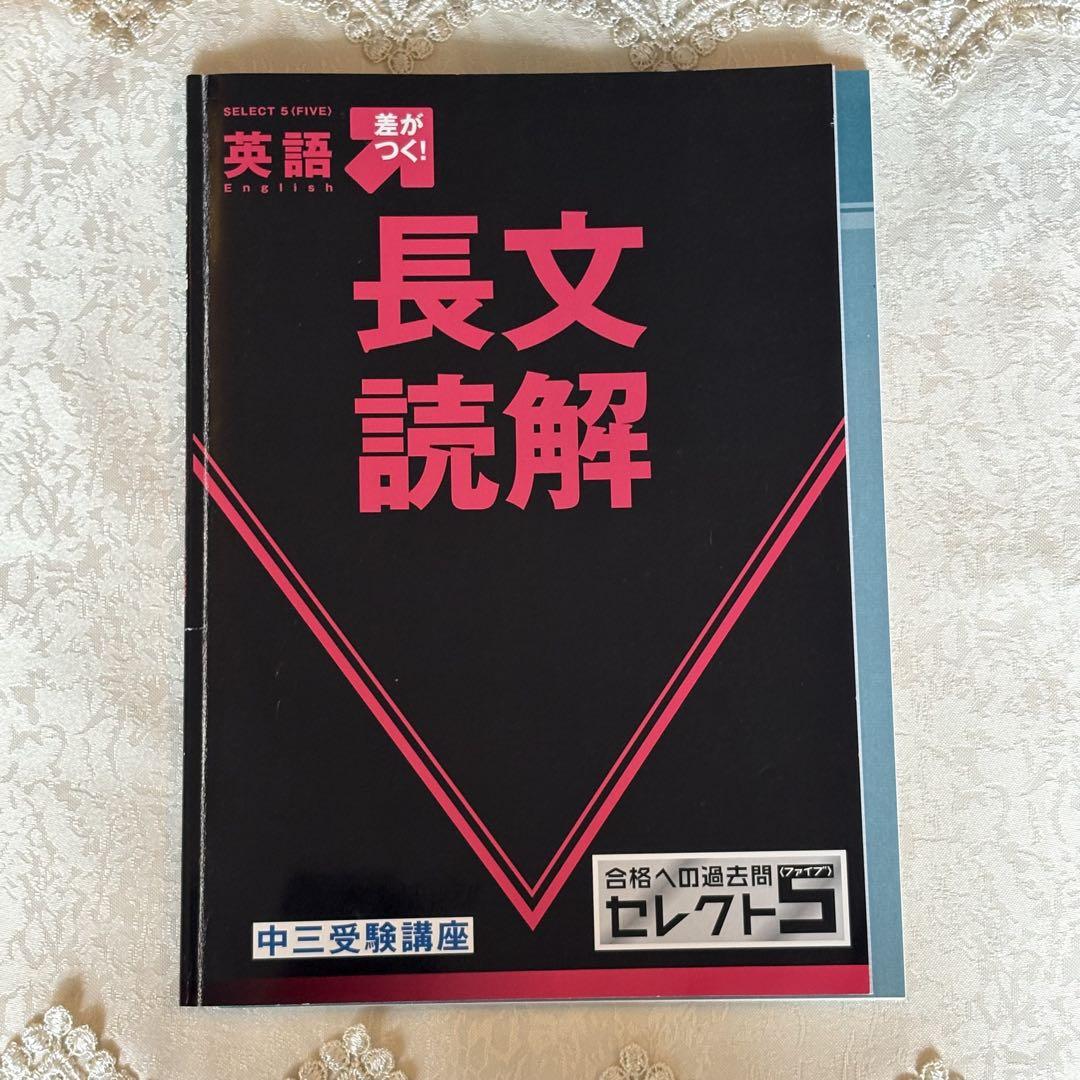 SELECT 5〈FIVE〉
英語
English
差が
つく!
長文
読解
中三受験講座
合格への過去問
セレクト5
〈ファイブ〉